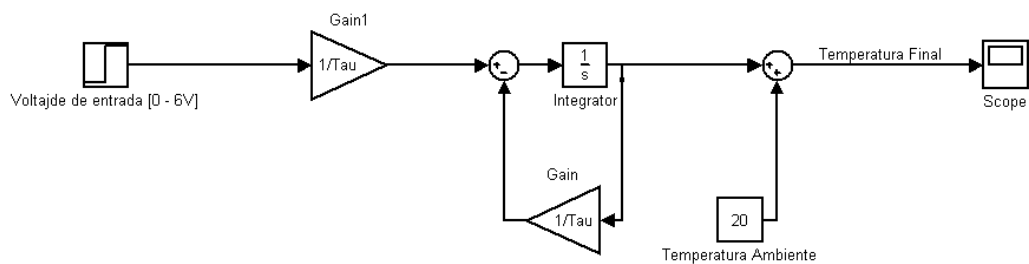 Gain1
1/Tau
Voltajde de entrada [0 - 6V]
1
s
Integrator
Temperatura Final
Scope
Gain
1/Tau
20
Temperatura Ambiente